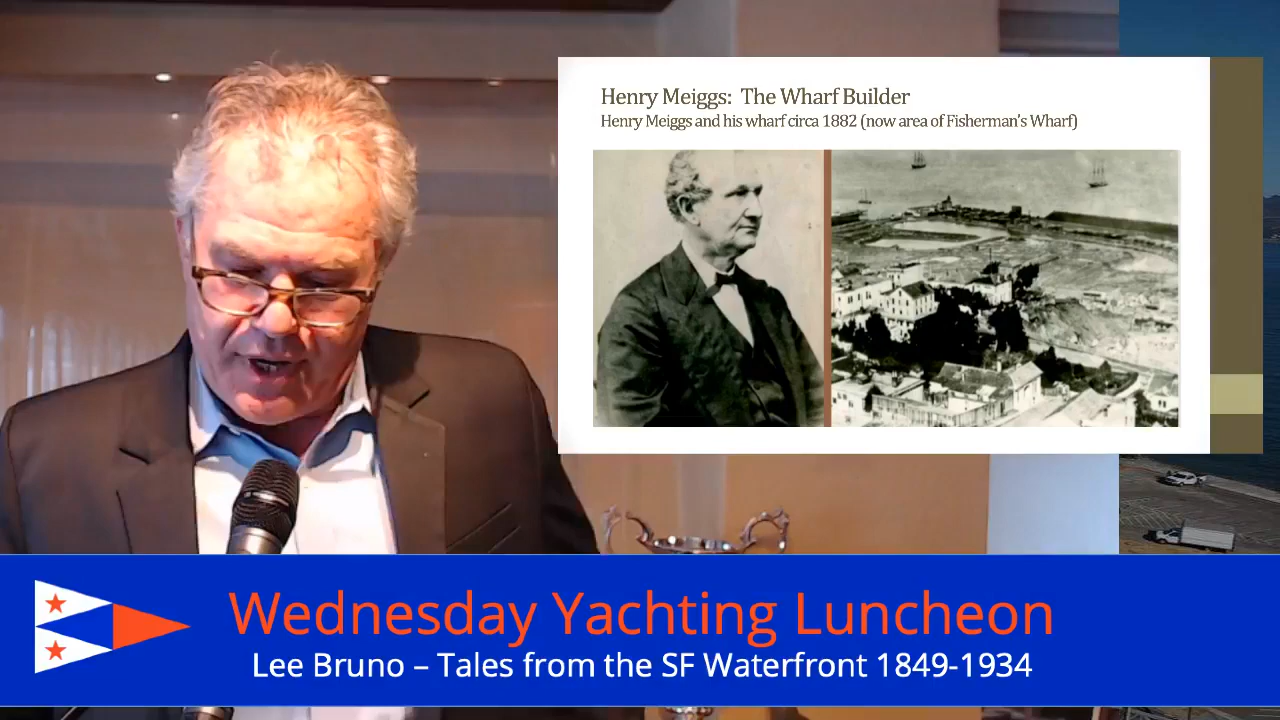 Henry Meiggs: The Wharf Builder
Henry Meiggs and his wharf circa 1882 (now area of Fisherman's Wharf)
Wednesday Yachting Luncheon
Lee Bruno – Tales from the SF Waterfront 1849-1934